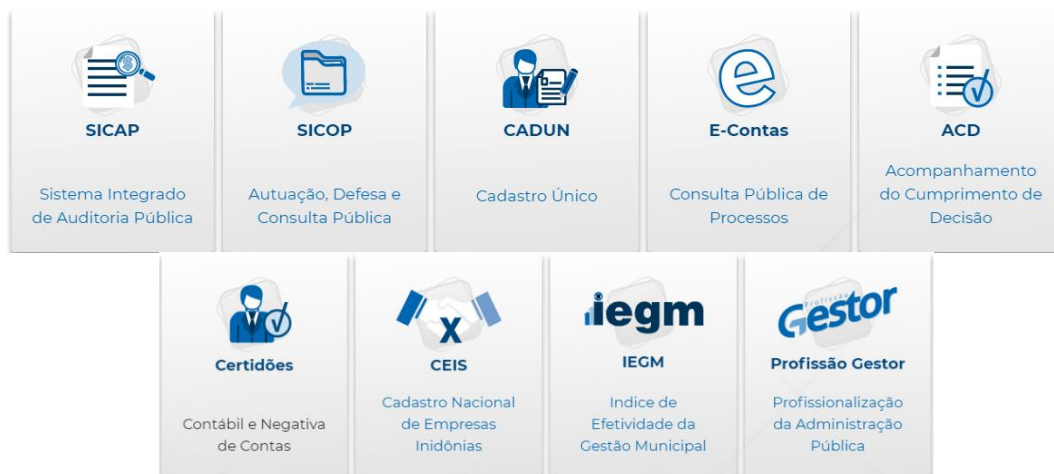 SICAP
Sistema Integrado
de Auditoria Pública
SICOP
Autuação, Defesa e
Consulta Pública
CADUN
Cadastro Único
e
E-Contas
Consulta Pública de
Processos
ACD
Acompanhamento
do Cumprimento de
Decisão
Certidões
Contábil e Negativa
de Contas
X
CEIS
Cadastro Nacional
de Empresas
Inidônias
iegm
IEGM
Indice de
Efetividade da
Gestão Municipal
Profissão
Gestor
Profissão Gestor
Profissionalização
da Administração
Pública